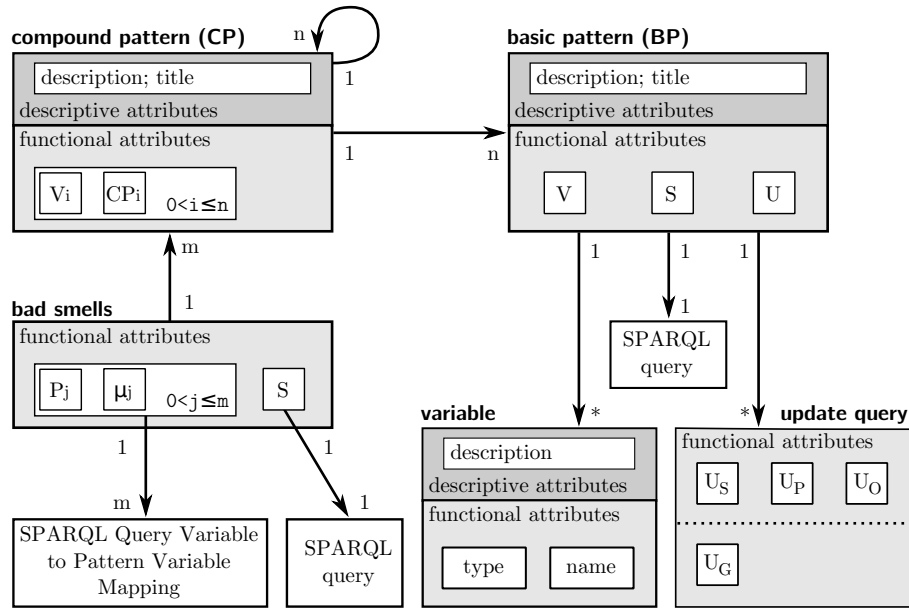 compound pattern (CP)
n
1
description; title
descriptive attributes
functional attributes
Vi
CPi
0<i≤n
1
n
basic pattern (BP)
description; title
descriptive attributes
functional attributes
V
S
U
m
1
1
1
1
bad smells
functional attributes
Pj
μj
0<j≤m
S
1
SPARQL
query
1
m
1
1
SPARQL Query Variable
to Pattern Variable
Mapping
SPARQL
query
variable
*
description
descriptive attributes
functional attributes
type
name
*
update query
functional attributes
US
UP
UO
UG